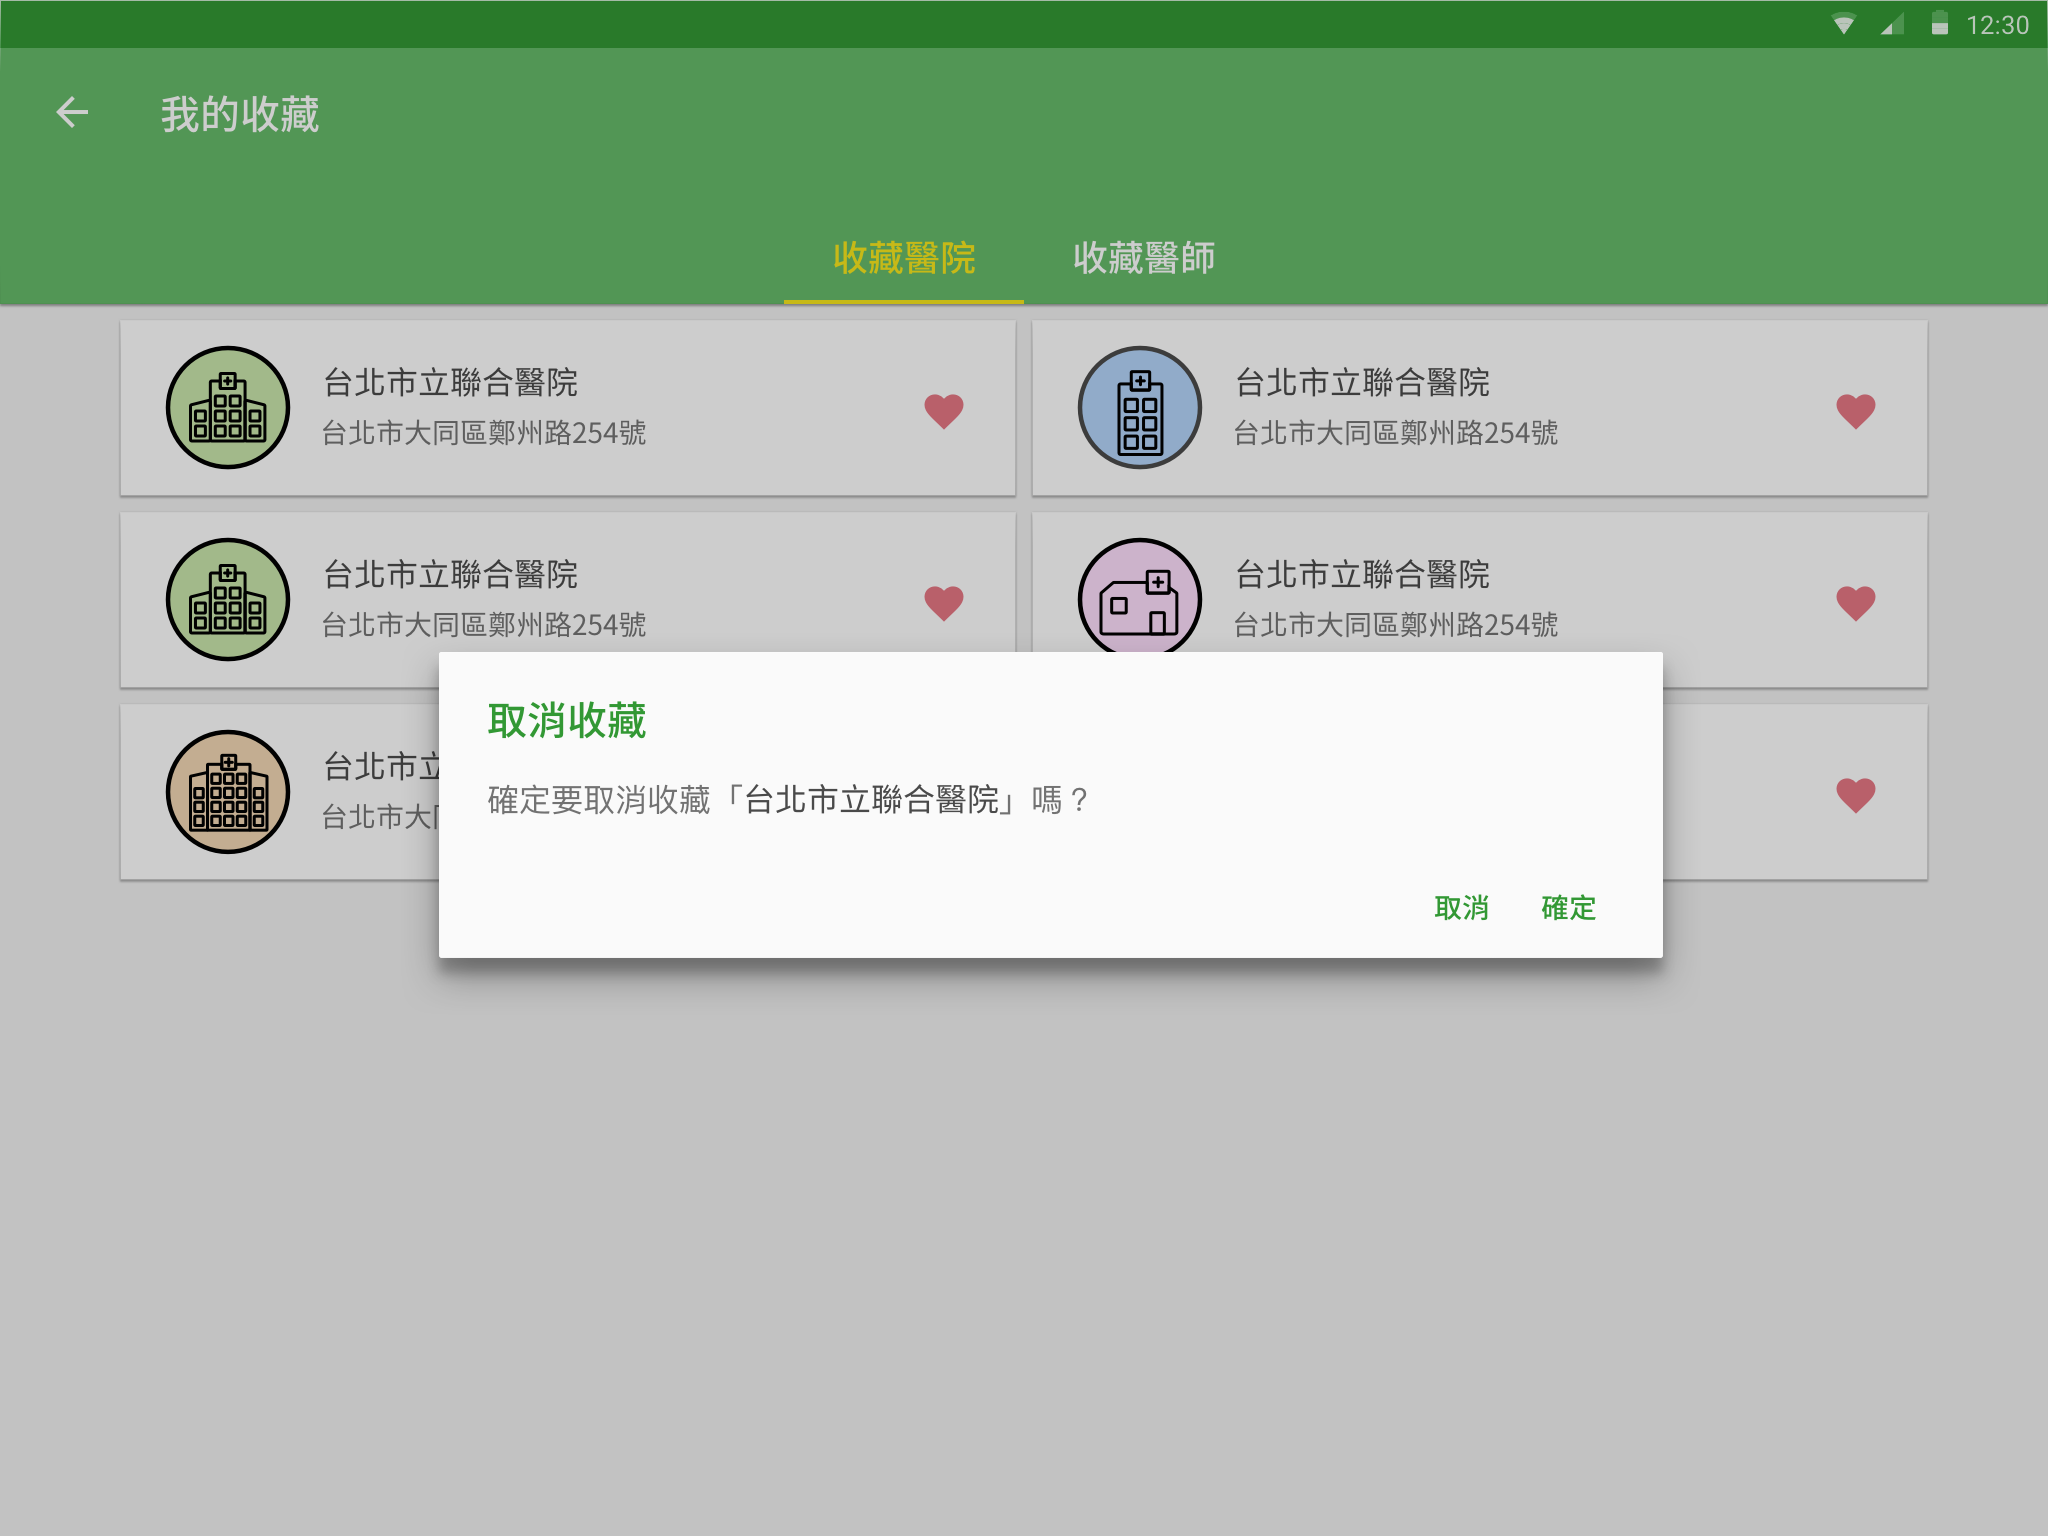 12:30
我的收藏
收藏醫院
收藏醫師
台北市立聯合醫院
台北市大同區鄭州路254號
台北市立聯合醫院
台北市大同區鄭州路254號
台北市立聯合醫院
台北市大同區鄭州路254號
台北市立聯合醫院
台北市大同區鄭州路254號
台北市立
台北市大
取消收藏
確定要取消收藏「台北市立聯合醫院」嗎？
取消
確定